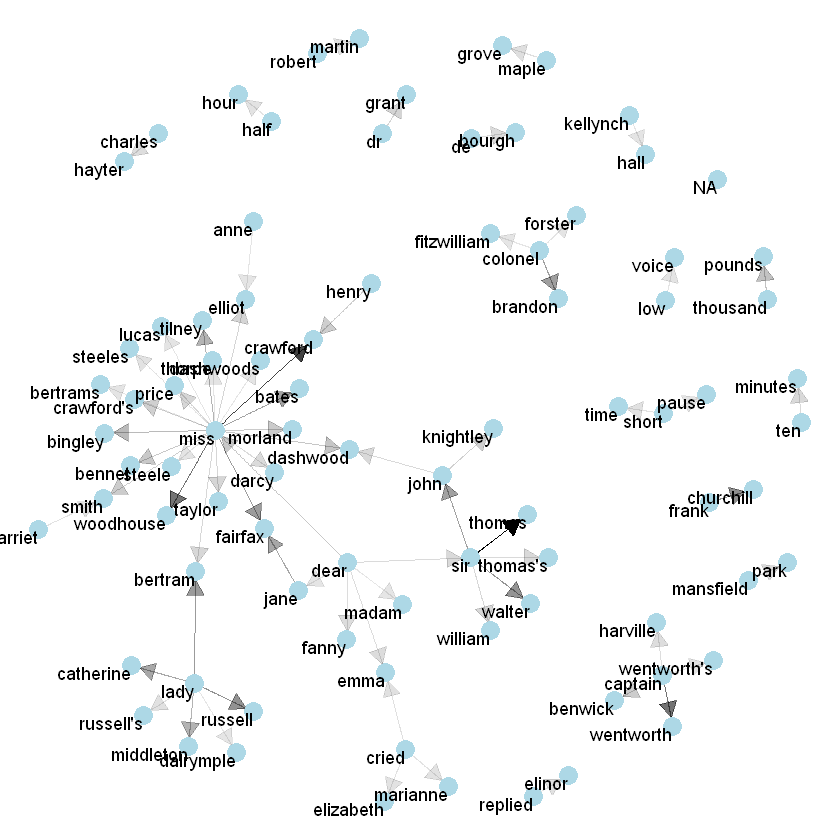 martin
robert
grove
maple
hour
half
grant
dr
charles
hayter
de
bourgh
kellynch
hall
NA
anne
fitzwilliam
forster
colonel
brandon
voice
low
pounds
thousand
henry
elliot
lucas
tilney
steeles
thorpe
dashwoods
crawford
bertrams
crawford's
price
bates
bingley
miss
morland
dashwood
knightley
time
short
pause
minutes
ten
bennet
steele
darcy
john
smith
woodhouse
taylor
fairfax
thomas
frank
churchill
arriet
bertram
dear
sir
thomas's
jane
madam
walter
william
mansfield
park
fanny
emma
harville
wentworth's
captain
benwick
wentworth
catherine
lady
russell's
russell
middleton
dalrymple
cried
marianne
elizabeth
elinor
replied